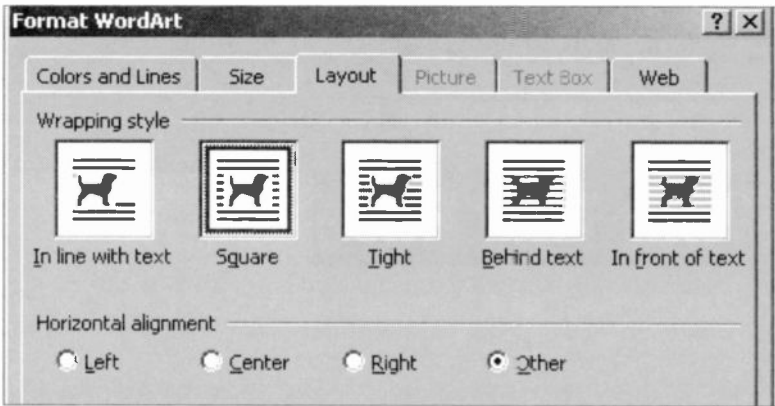 Format WordArt ? ×
Colors and Lines Size Layout Picture Text Box Web
Wrapping style
In line with text Square Tight Behind text In front of text
Horizontal alignment
Left Center Right Other